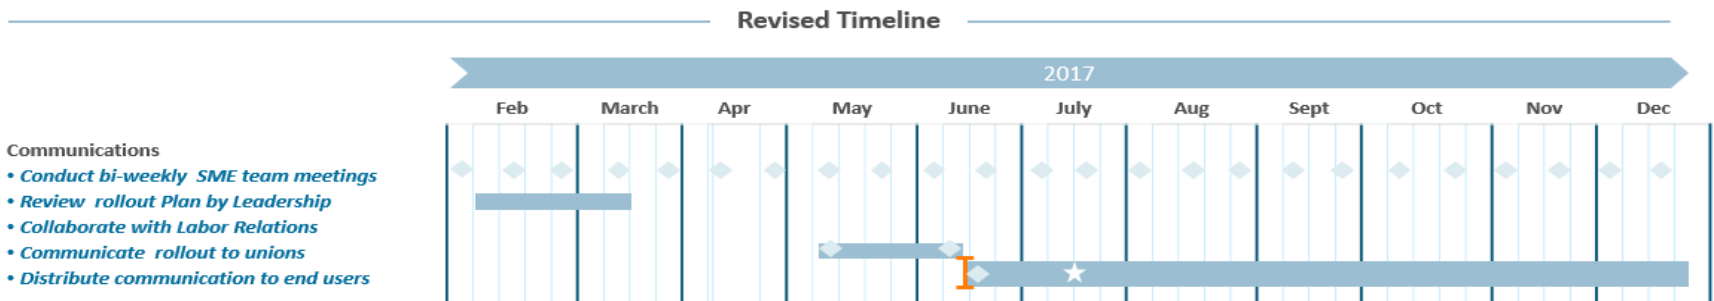 Revised Timeline
2017
Feb March Apr May June July Aug Sept Oct Nov Dec
Communications
• Conduct bi-weekly SME team meetings
• Review rollout Plan by Leadership
• Collaborate with Labor Relations
• Communicate rollout to unions
• Distribute communication to end users